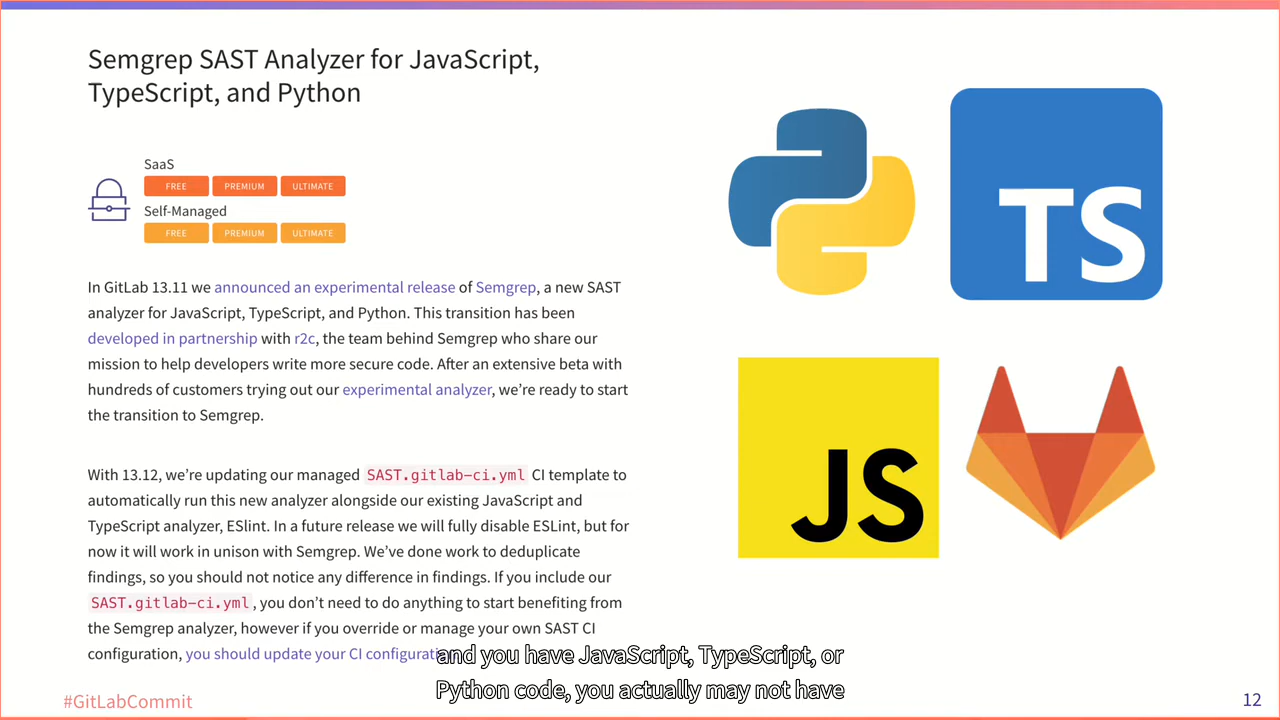 Semgrep SAST Analyzer for JavaScript,
TypeScript, and Python
SaaS
FREE PREMIUM ULTIMATE
Self-Managed
FREE PREMIUM ULTIMATE
In GitLab 13.11 we announced an experimental release of Semgrep, a new SAST
analyzer for JavaScript, TypeScript, and Python. This transition has been
developed in partnership with r2c, the team behind Semgrep who share our
mission to help developers write more secure code. After an extensive beta with
hundreds of customers trying out our experimental analyzer, we're ready to start
the transition to Semgrep.
With 13.12, we're updating our managed SAST.gitlab-ci.yml CI template to
automatically run this new analyzer alongside our existing JavaScript and
TypeScript analyzer, ESlint. In a future release we will fully disable ESLint, but for
now it will work in unison with Semgrep. We've done work to deduplicate
findings, so you should not notice any difference in findings. If you include our
SAST.gitlab-ci.yml, you don't need to do anything to start benefiting from
the Semgrep analyzer, however if you override or manage your own SAST CI
configuration, you should update your CI
TS
JS
and you have JavaScript, TypeScript, or
Python code, you actually may not have
#GitLabCommit
12